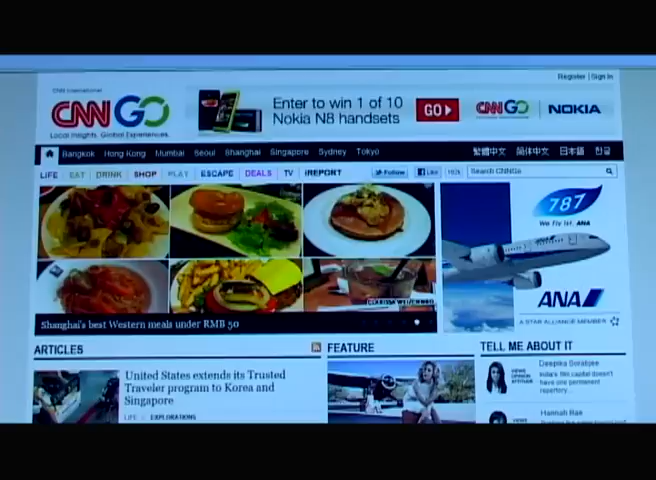 Register | Sign In
CNN International
CNN GO
Local Insights. Global Experiences.
Enter to win 1 of 10
Nokia N8 handsets
GO
CNN GO | NOKIA
Bangkok Hong Kong Mumbai Seoul Shanghai Singapore Sydney Tokyo 繁體中文 简体中文 日本語 한글
LIFE EAT DRINK SHOP PLAY ESCAPE DEALS TV iREPORT Follow Like Search CNNGo
787
We fly 1st. ANA
ANA
A STAR ALLIANCE MEMBER
Shanghai's best Western meals under RMB 50
ARTICLES
United States extends its Trusted
Traveler program to Korea and
Singapore
LIFE EXPLORATIONS
FEATURE
TELL ME ABOUT IT
Deepika Sorabjee
India's film capital doesn't
have one permanent
repertory...
Hannah Bae